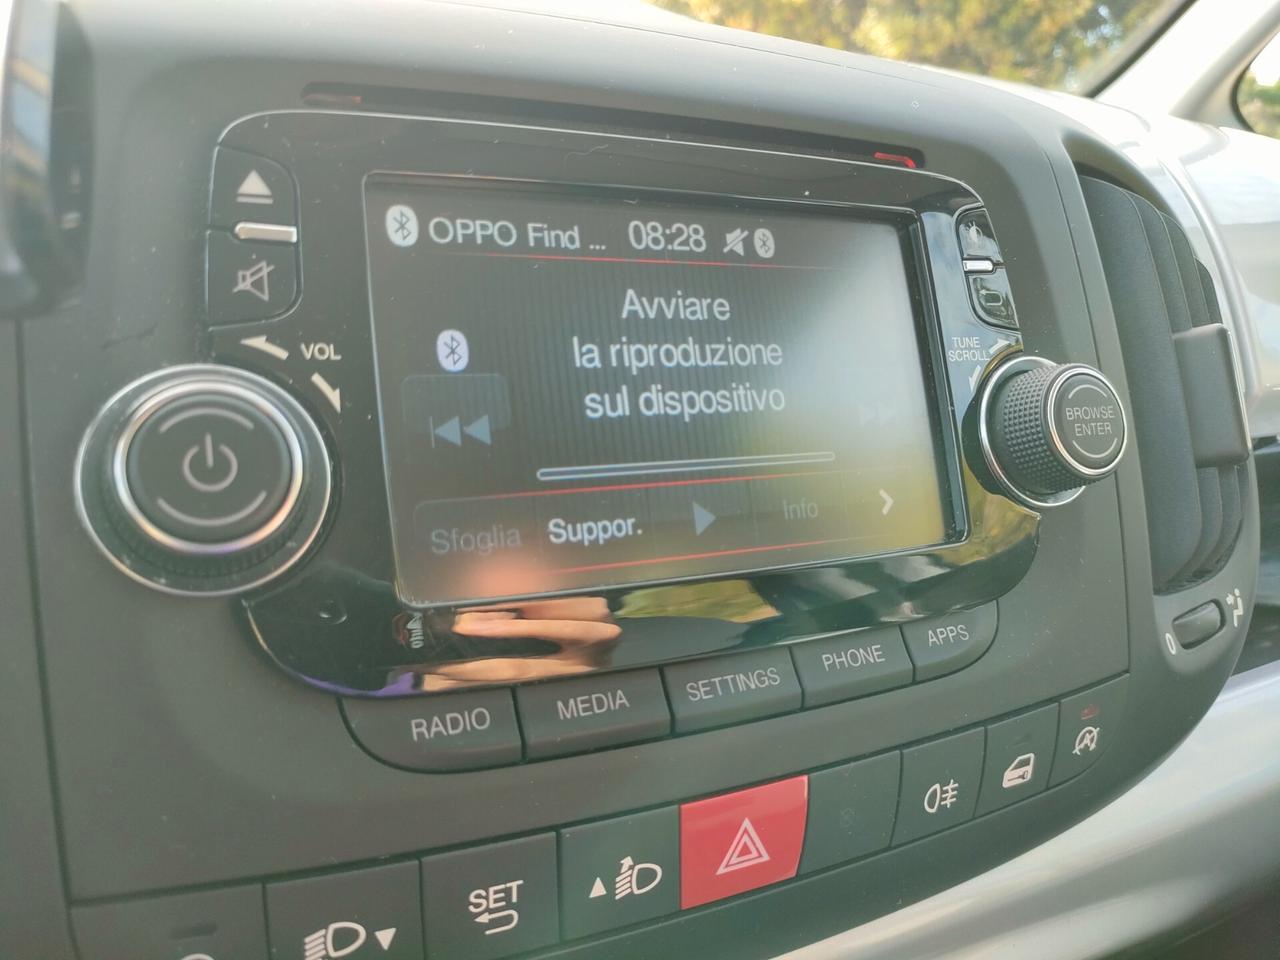 OPPO Find ... 08:28
Avviare
la riproduzione
sul dispositivo
Sfoglia Suppor. Info
VOL
TUNE
SCROLL
BROWSE
ENTER
RADIO MEDIA SETTINGS PHONE APPS
SET
0